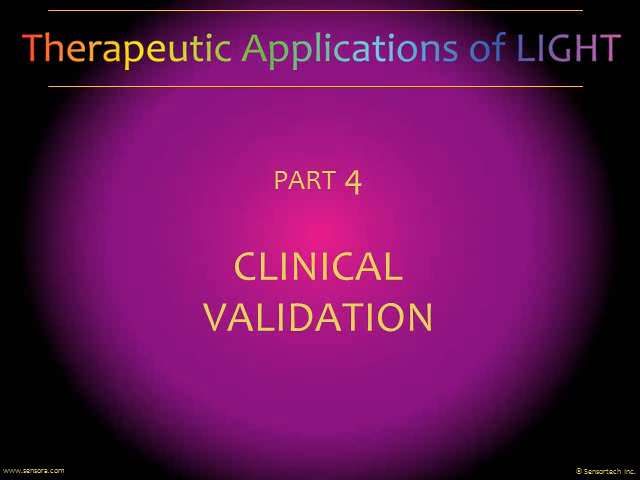 Therapeutic Applications of LIGHT
PART 4
CLINICAL
VALIDATION
www.sensora.com
© Sensortech Inc.